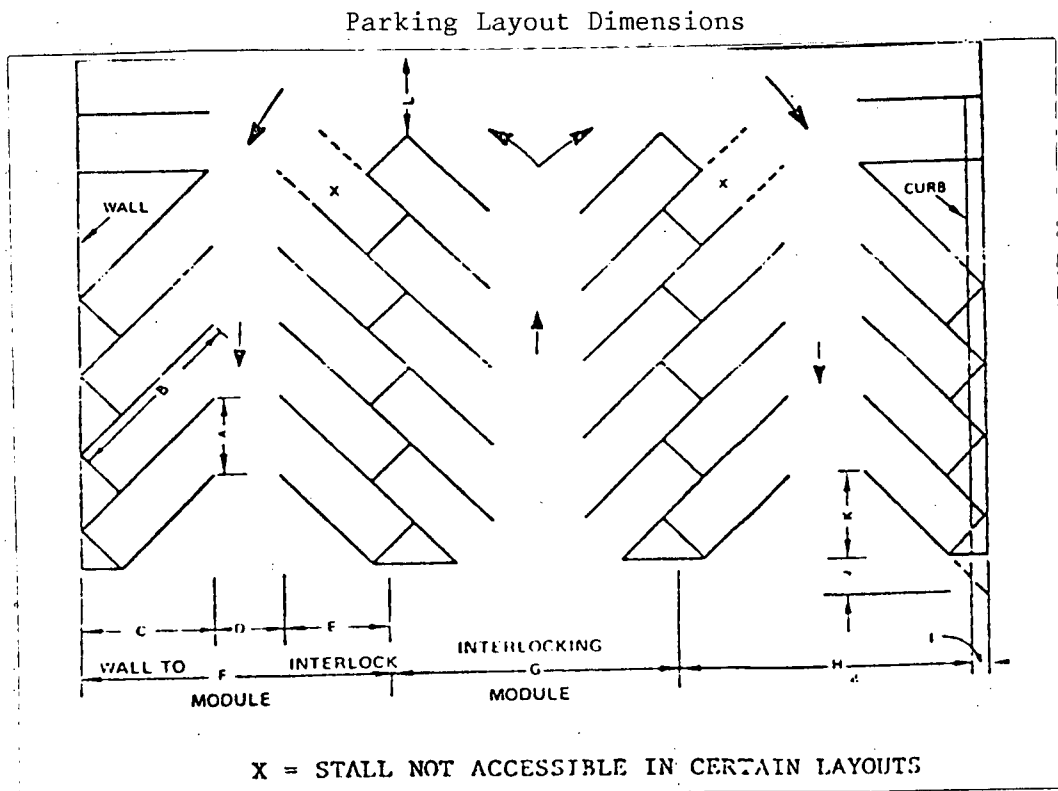 Parking Layout Dimensions
L
X
X
WALL
CURB
B
A
K
J
C
D
E
I
WALL TO
F
INTERLOCK
INTERLOCKING
G
H
MODULE
MODULE
X = STALL NOT ACCESSIBLE IN CERTAIN LAYOUTS